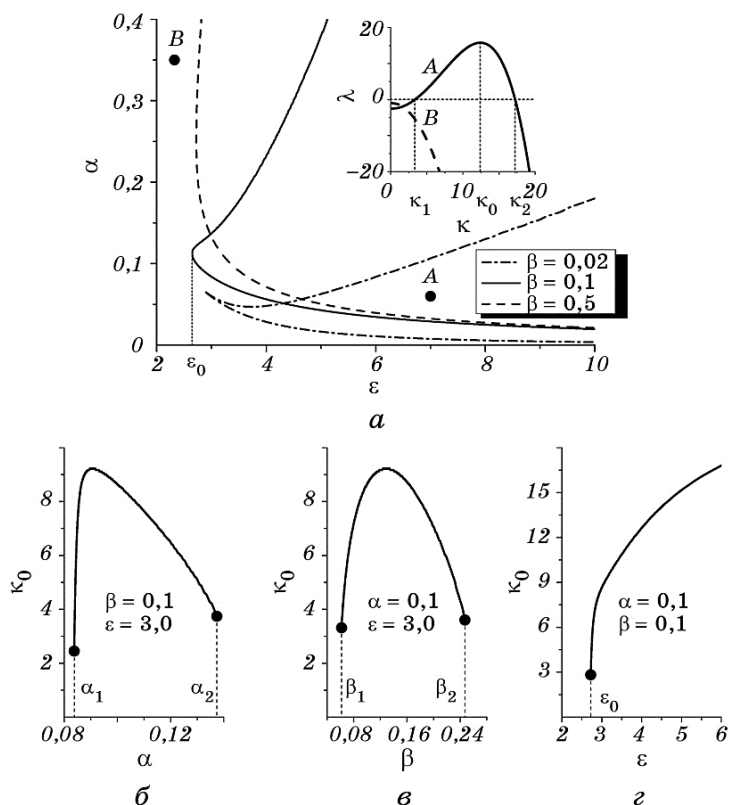 0,4
0,3
0,2
0,1
0
α
B
A
2
ε₀
4
6
8
10
ε
20
0
−20
λ
A
B
0
κ₁
10
κ₀
κ₂
20
κ
β = 0,02
β = 0,1
β = 0,5
а
8
6
4
2
κ₀
β = 0,1
ε = 3,0
α₁
α₂
0,08
0,12
α
б
8
6
4
2
κ₀
α = 0,1
ε = 3,0
β₁
β₂
0,08
0,16
0,24
β
в
15
12
9
6
3
κ₀
α = 0,1
β = 0,1
ε₀
2
3
4
5
6
ε
г